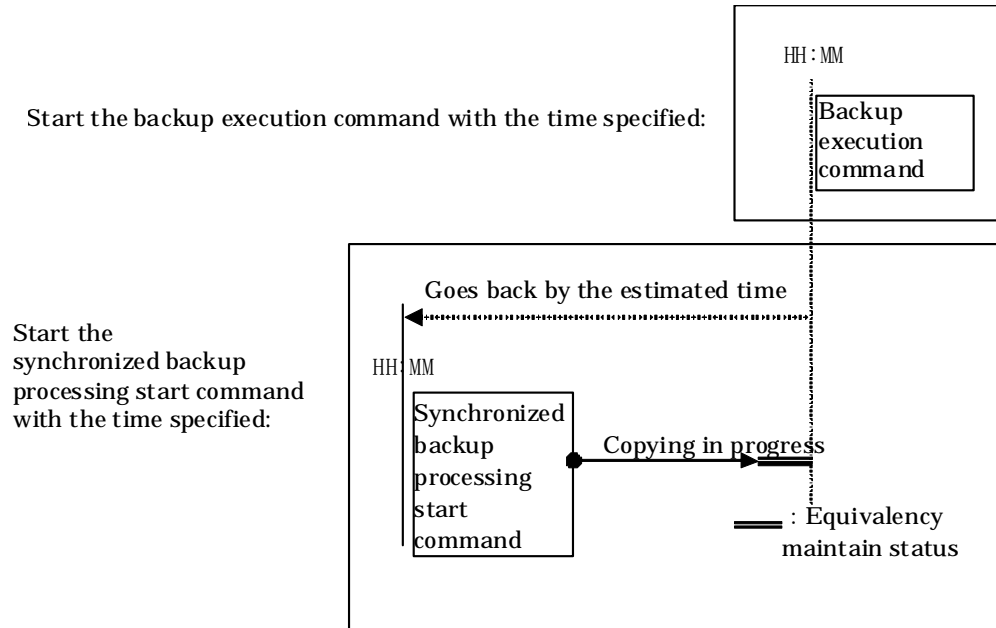 HH:MM
Start the backup execution command with the time specified:
Backup
execution
command
Goes back by the estimated time
Start the
synchronized backup
processing start command
with the time specified:
HH:MM
Synchronized
backup
processing
start
command
Copying in progress
: Equivalency
maintain status